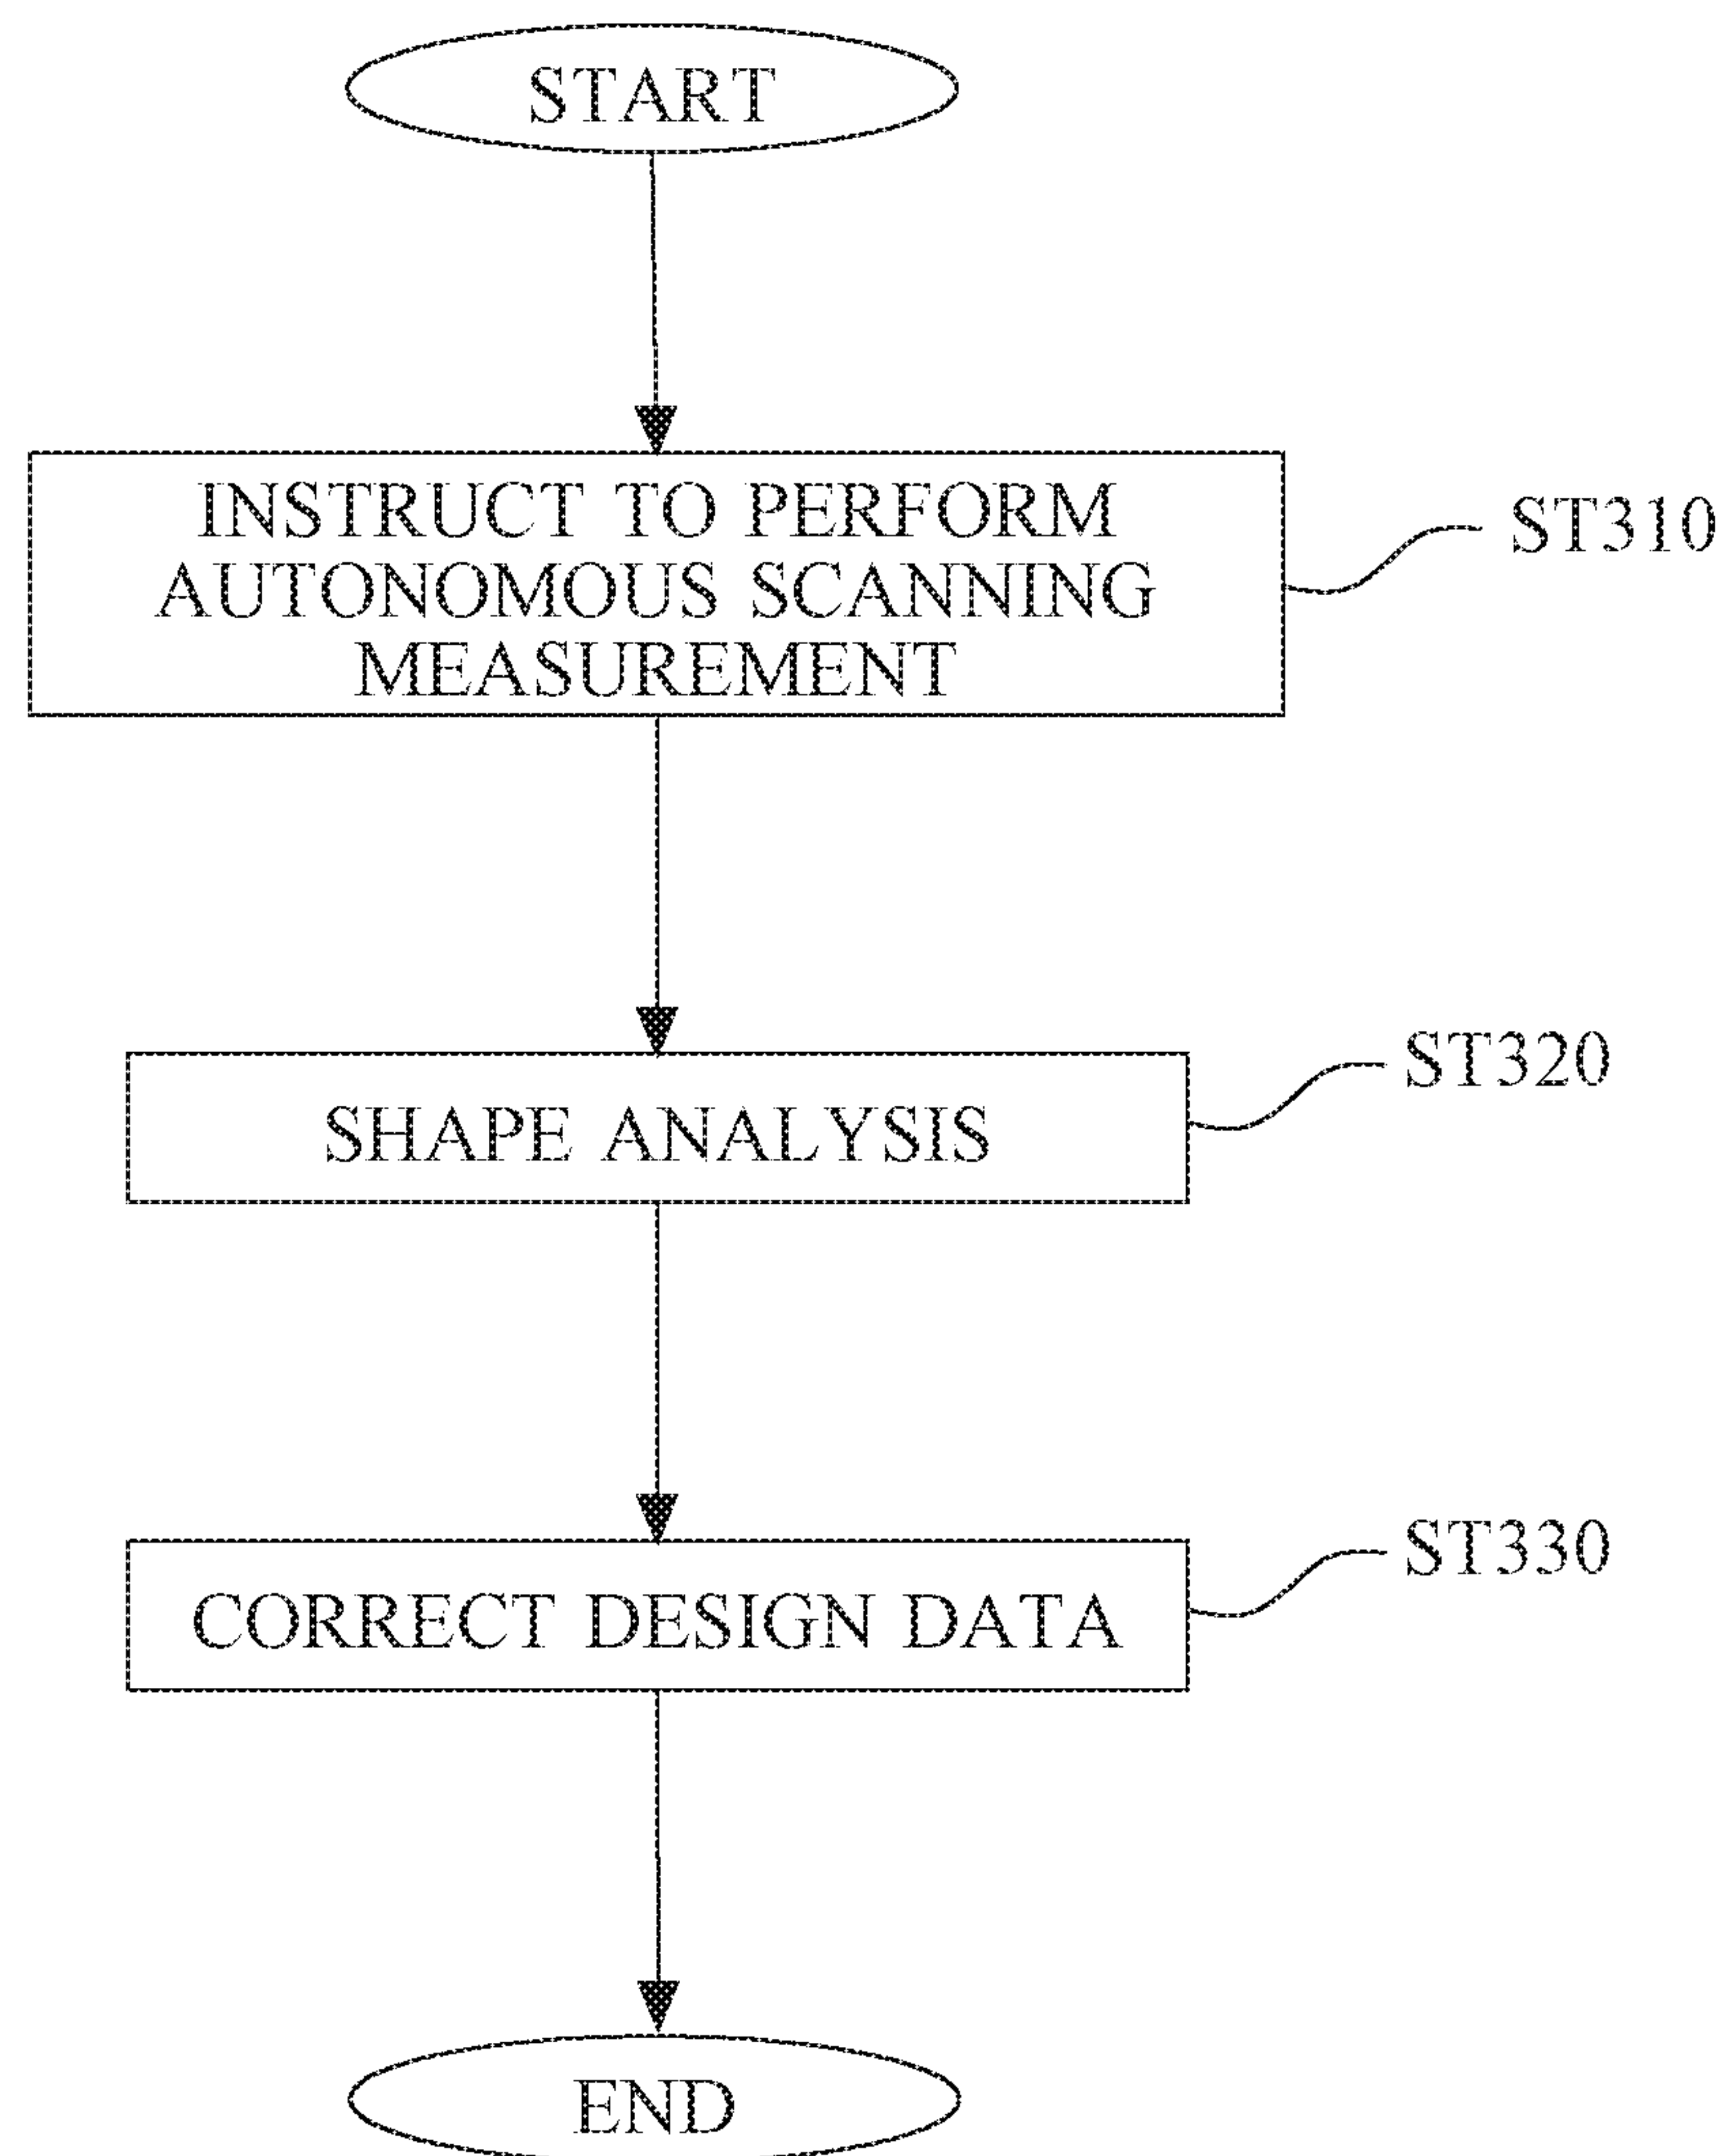 START
INSTRUCT TO PERFORM
AUTONOMOUS SCANNING
MEASUREMENT
ST310
SHAPE ANALYSIS
ST320
CORRECT DESIGN DATA
ST330
END